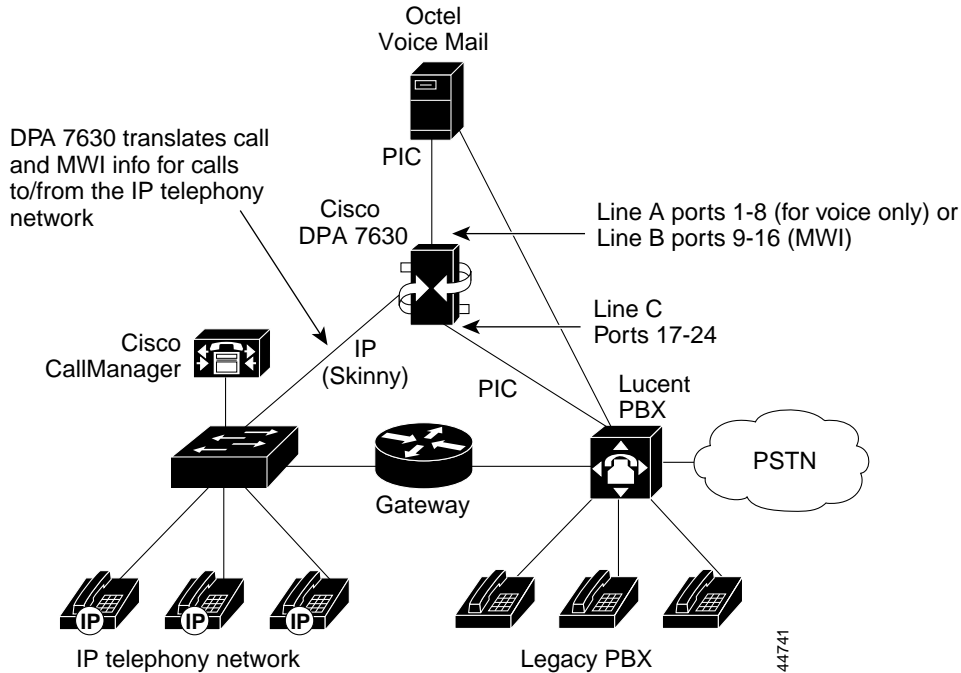 Octel
Voice Mail
DPA 7630 translates call
and MWI info for calls
to/from the IP telephony
network
PIC
Cisco
DPA 7630
Line A ports 1-8 (for voice only) or
Line B ports 9-16 (MWI)
Line C
Ports 17-24
Cisco
CallManager
IP
(Skinny)
PIC
Lucent
PBX
PSTN
Gateway
IP
IP
IP
IP telephony network
Legacy PBX
44741